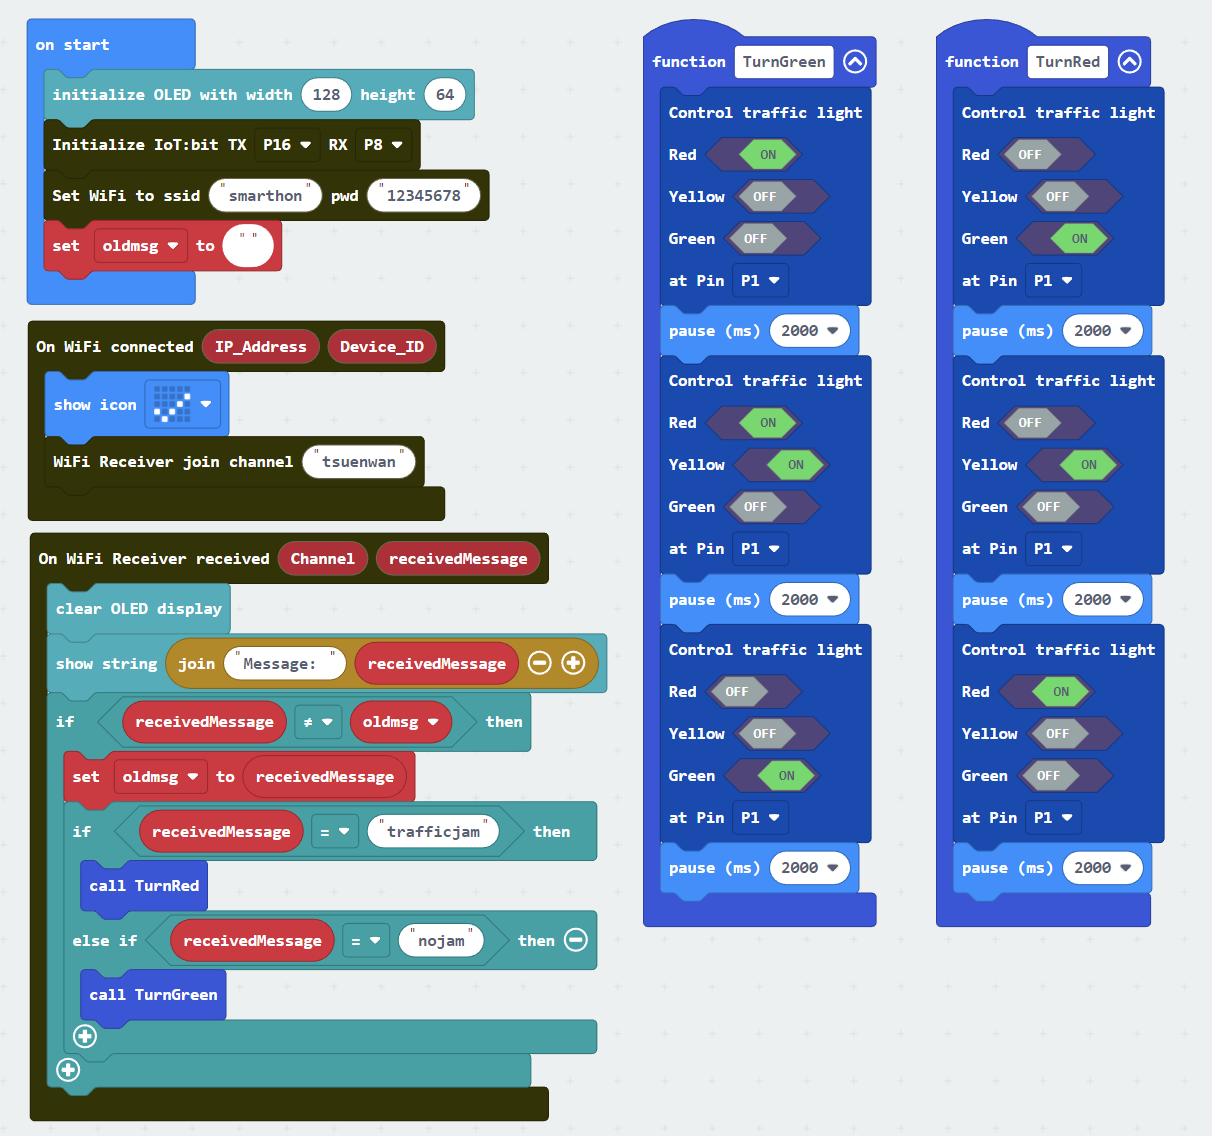 on start
initialize OLED with width 128 height 64
Initialize IoT:bit TX P16 RX P8
Set WiFi to ssid "smarthon" pwd "12345678"
set oldmsg to " "
On WiFi connected IP_Address Device_ID
show icon
WiFi Receiver join channel "tsuenwan"
On WiFi Receiver received Channel receivedMessage
clear OLED display
show string join "Message: " receivedMessage
if receivedMessage ≠ oldmsg then
set oldmsg to receivedMessage
if receivedMessage = "trafficjam" then
call TurnRed
else if receivedMessage = "nojam" then
call TurnGreen
function TurnGreen
Control traffic light
Red ON
Yellow OFF
Green OFF
at Pin P1
pause (ms) 2000
Control traffic light
Red ON
Yellow ON
Green OFF
at Pin P1
pause (ms) 2000
Control traffic light
Red OFF
Yellow OFF
Green ON
at Pin P1
pause (ms) 2000
function TurnRed
Control traffic light
Red OFF
Yellow OFF
Green ON
at Pin P1
pause (ms) 2000
Control traffic light
Red OFF
Yellow ON
Green OFF
at Pin P1
pause (ms) 2000
Control traffic light
Red ON
Yellow OFF
Green OFF
at Pin P1
pause (ms) 2000